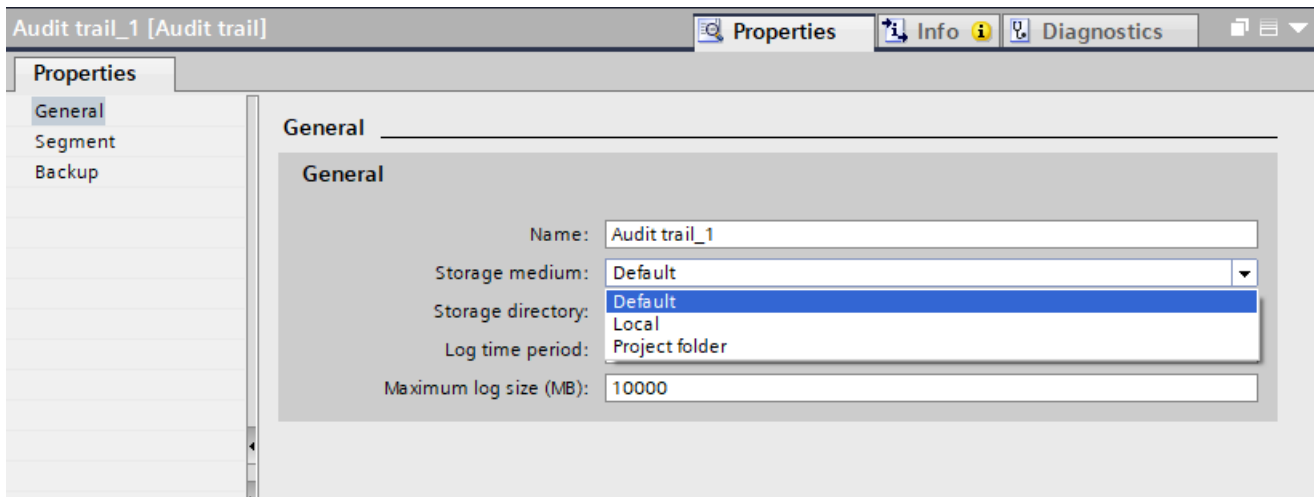 Audit trail_1 [Audit trail]
Properties
Info
Diagnostics
Properties
General
Segment
Backup
General
General
Name: Audit trail_1
Storage medium: Default
Storage directory:
Default
Local
Project folder
Log time period:
Maximum log size (MB): 10000